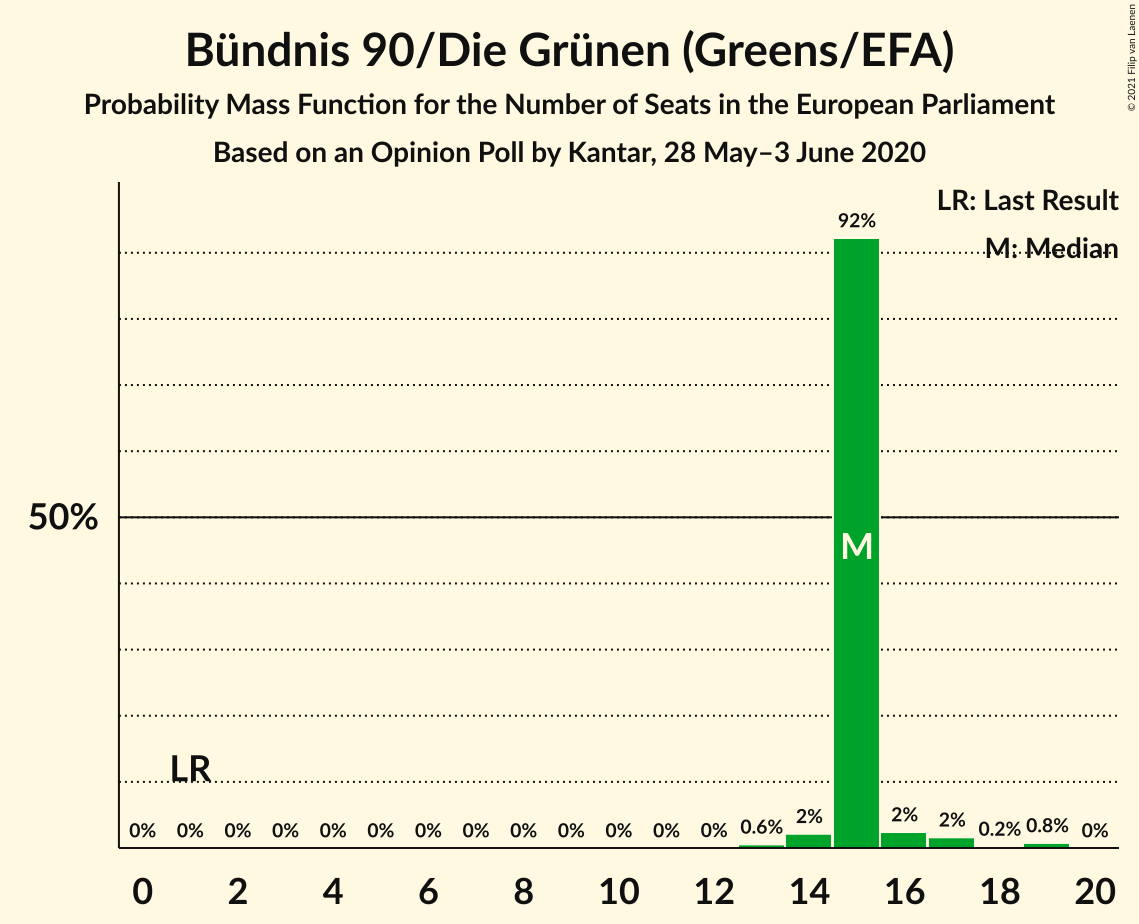 Bündnis 90/Die Grünen (Greens/EFA)
Probability Mass Function for the Number of Seats in the European Parliament
Based on an Opinion Poll by Kantar, 28 May–3 June 2020
© 2021 Filip van Laenen
LR: Last Result
M: Median
92%
50%
M
LR
0% 0% 0% 0% 0% 0% 0% 0% 0% 0% 0% 0% 0% 0.6% 2% 2% 2% 0.2% 0.8% 0%
0 2 4 6 8 10 12 14 16 18 20